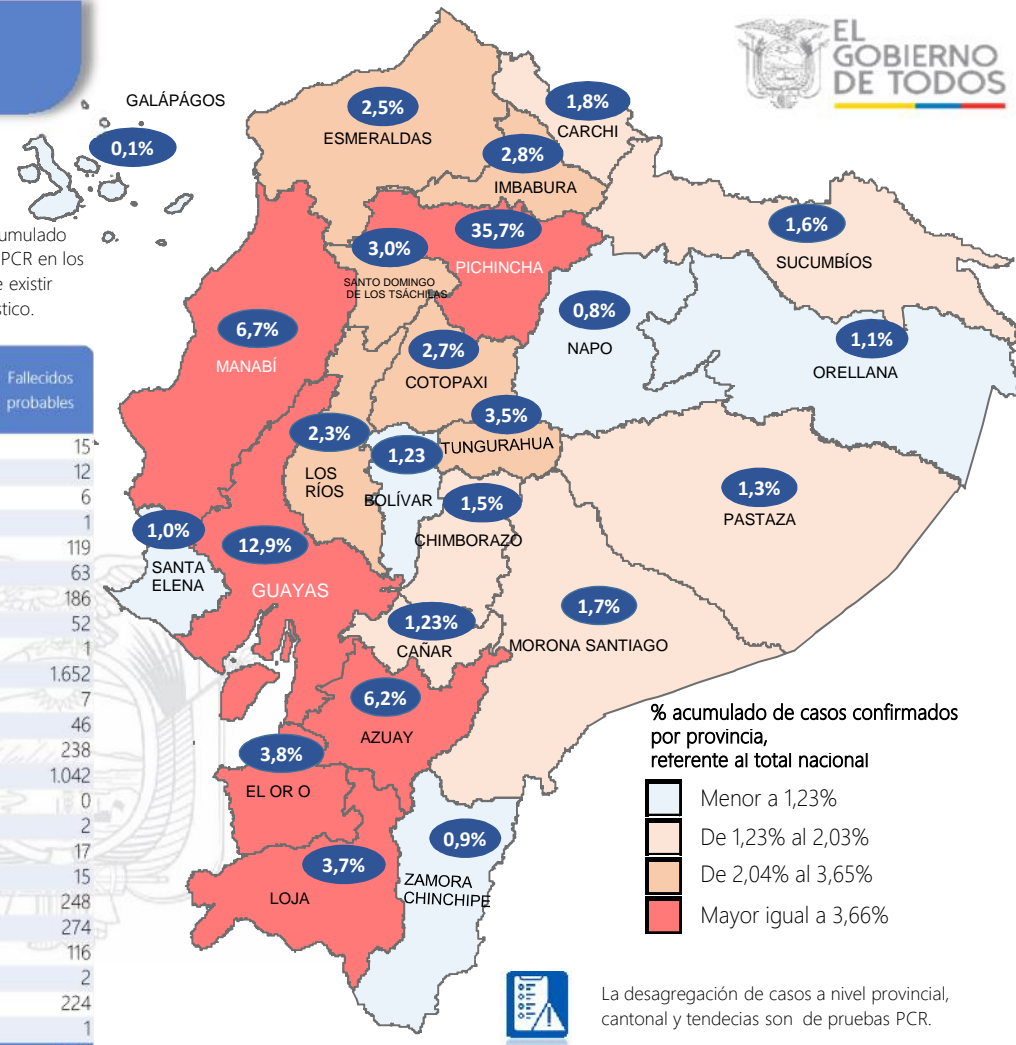 EL
GOBIERNO
DE TODOS
GALÁPÁGOS
0,1%
2,5%
ESMERALDAS
1,8%
CARCHI
2,8%
IMBABURA
1,6%
SUCUMBÍOS
35,7%
PICHINCHA
3,0%
SANTO DOMINGO
DE LOS TSÁCHILAS
umulado
PCR en los
e existir
stico.
0,8%
NAPO
1,1%
ORELLANA
6,7%
MANABÍ
2,7%
COTOPAXI
3,5%
TUNGURAHUA
2,3%
LOS
RÍOS
1,23
BOLÍVAR
1,5%
CHIMBORAZO
1,3%
PASTAZA
1,0%
SANTA
ELENA
12,9%
GUAYAS
1,23%
CAÑAR
1,7%
MORONA SANTIAGO
6,2%
AZUAY
3,8%
EL OR O
3,7%
LOJA
0,9%
ZAMORA
CHINCHIPE
Fallecidos
probables
15
12
6
1
119
63
186
52
1
1.652
7
46
238
1.042
0
2
17
15
248
274
116
2
224
1
% acumulado de casos confirmados
por provincia,
referente al total nacional
Menor a 1,23%
De 1,23% al 2,03%
De 2,04% al 3,65%
Mayor igual a 3,66%
La desagregación de casos a nivel provincial,
cantonal y tendecias son de pruebas PCR.